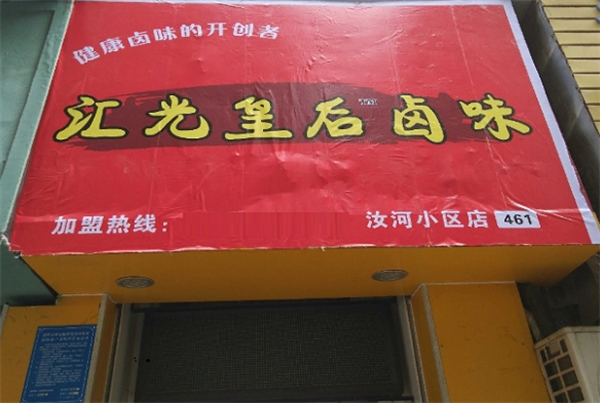 健康卤味的开创者
江光皇后卤味
加盟热线：
汝河小区店 461